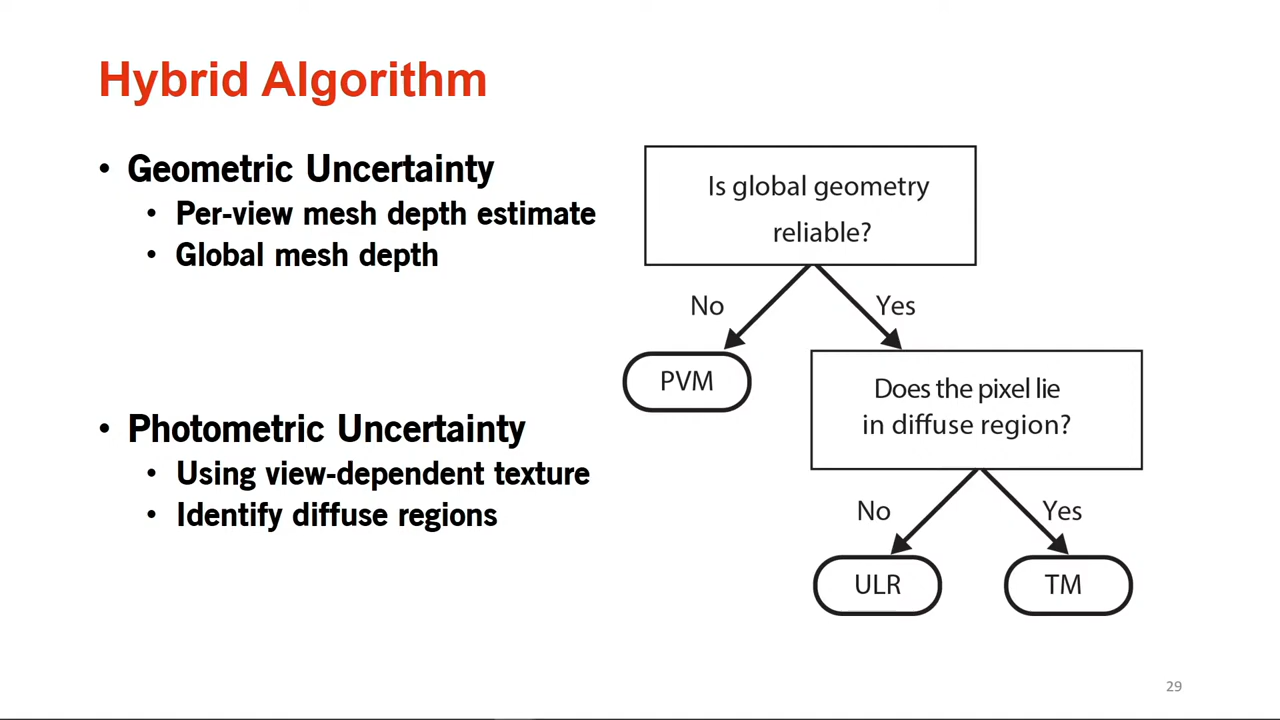 Hybrid Algorithm
• Geometric Uncertainty
• Per-view mesh depth estimate
• Global mesh depth
• Photometric Uncertainty
• Using view-dependent texture
• Identify diffuse regions
Is global geometry
reliable?
No
Yes
PVM
Does the pixel lie
in diffuse region?
No
Yes
ULR
TM
29